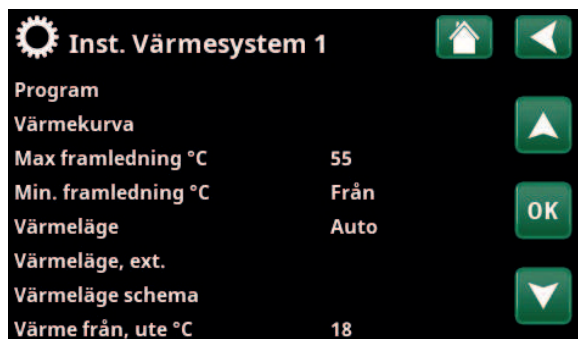 Inst. Värmesystem 1
Program
Värmekurva
Max framledning °C 55
Min. framledning °C Från
Värmeläge Auto
Värmeläge, ext.
Värmeläge schema
Värme från, ute °C 18
OK